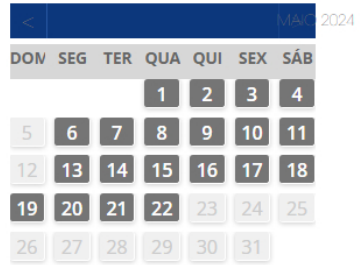 < MAIO 2024
DOM SEG TER QUA QUI SEX SÁB
1 2 3 4
5 6 7 8 9 10 11
12 13 14 15 16 17 18
19 20 21 22 23 24 25
26 27 28 29 30 31